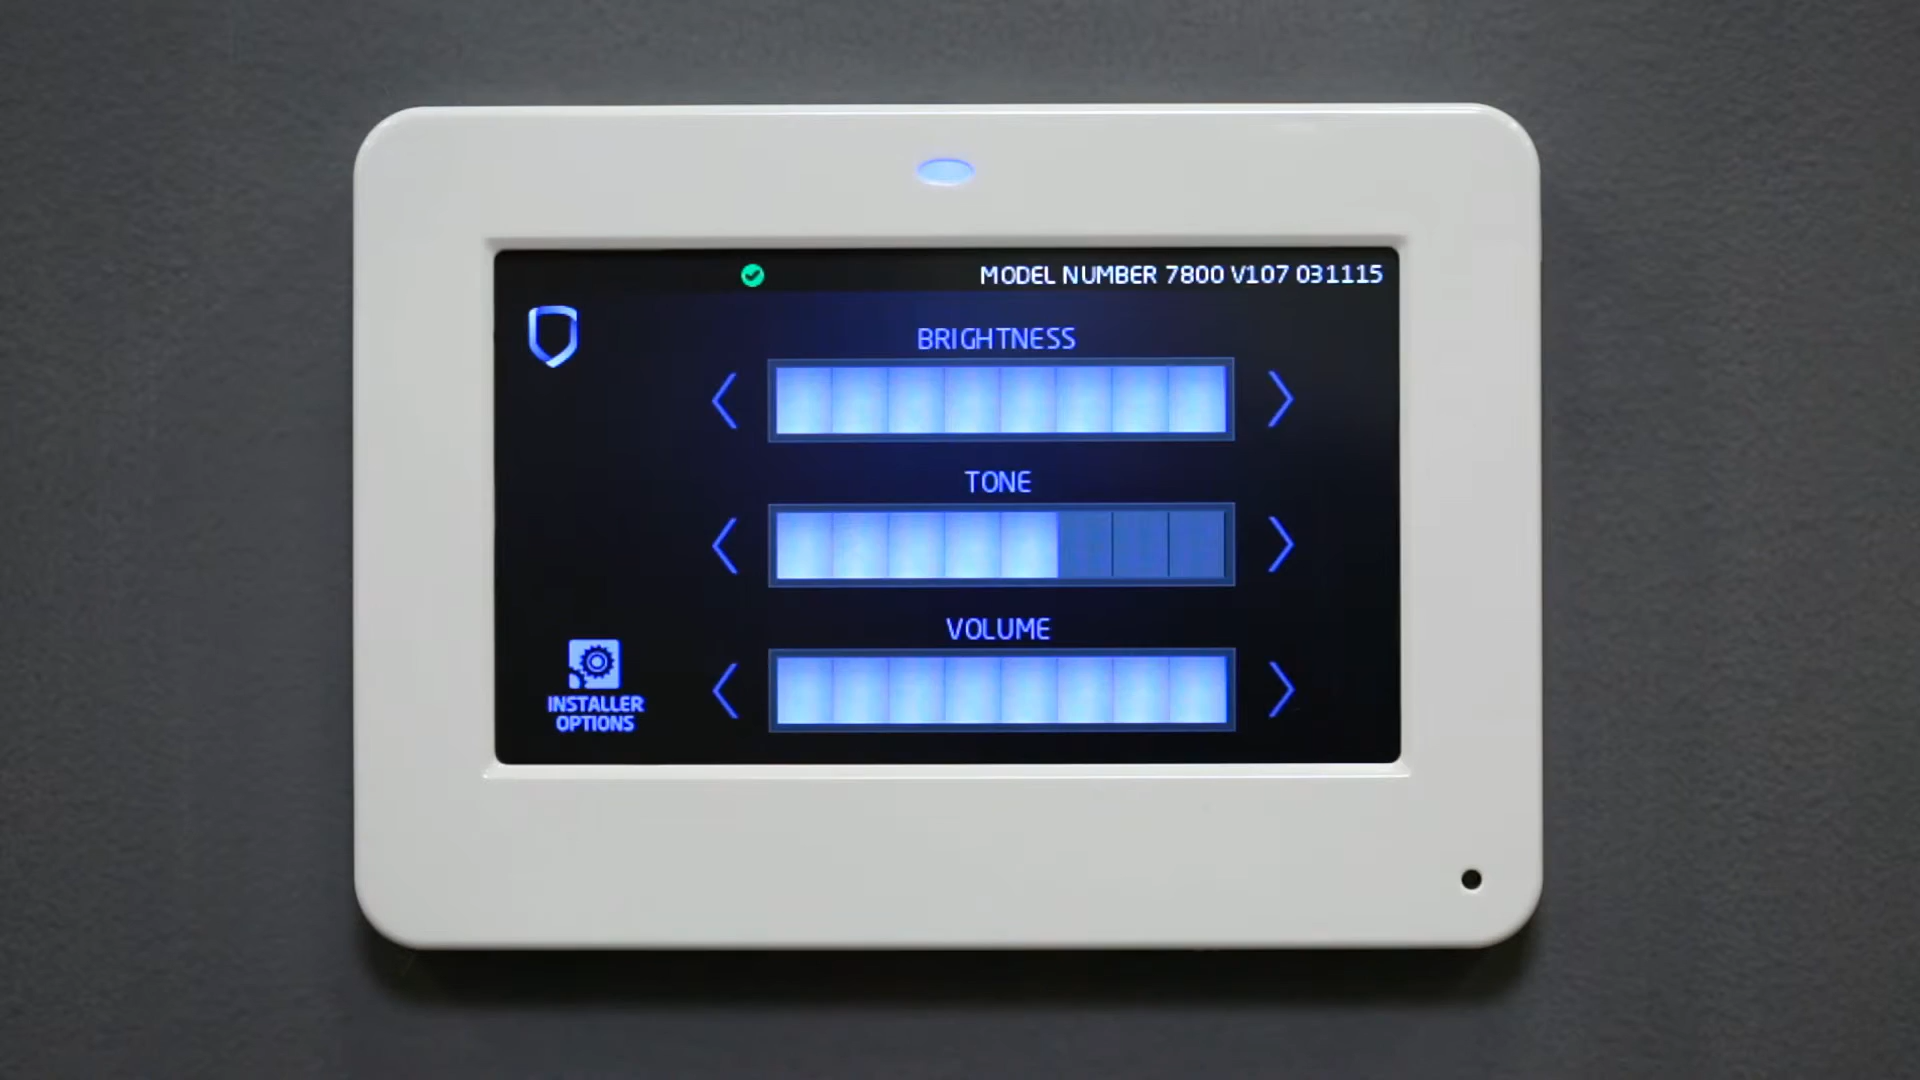 MODEL NUMBER 7800 V107 031115
BRIGHTNESS
TONE
VOLUME
INSTALLER
OPTIONS